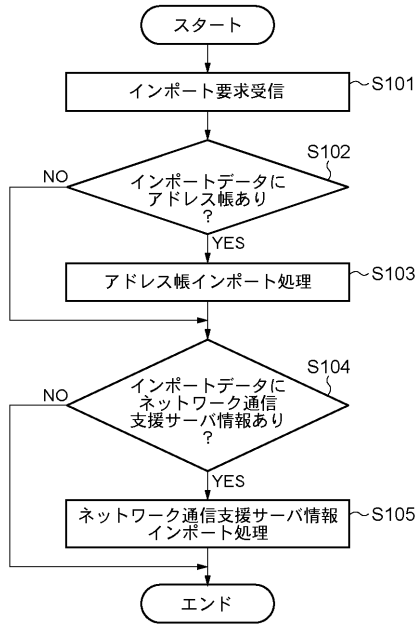 スタート
インポート要求受信
S101
S102
インポートデータに
アドレス帳あり
?
NO
YES
アドレス帳インポート処理
S103
S104
インポートデータに
ネットワーク通信
支援サーバ情報あり
?
NO
YES
ネットワーク通信支援サーバ情報
インポート処理
S105
エンド